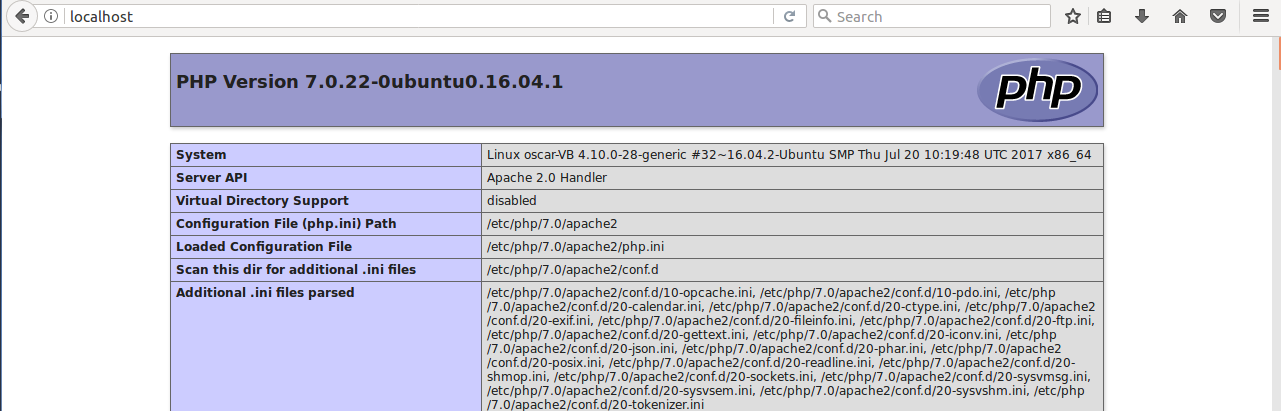 localhost
Search
PHP Version 7.0.22-0ubuntu0.16.04.1
php
System
Linux oscar-VB 4.10.0-28-generic #32~16.04.2-Ubuntu SMP Thu Jul 20 10:19:48 UTC 2017 x86_64
Server API
Apache 2.0 Handler
Virtual Directory Support
disabled
Configuration File (php.ini) Path
/etc/php/7.0/apache2
Loaded Configuration File
/etc/php/7.0/apache2/php.ini
Scan this dir for additional .ini files
/etc/php/7.0/apache2/conf.d
Additional .ini files parsed
/etc/php/7.0/apache2/conf.d/10-opcache.ini, /etc/php/7.0/apache2/conf.d/10-pdo.ini, /etc/php
/7.0/apache2/conf.d/20-calendar.ini, /etc/php/7.0/apache2/conf.d/20-ctype.ini, /etc/php/7.0/apache2
/conf.d/20-exif.ini, /etc/php/7.0/apache2/conf.d/20-fileinfo.ini, /etc/php/7.0/apache2/conf.d/20-ftp.ini,
/etc/php/7.0/apache2/conf.d/20-gettext.ini, /etc/php/7.0/apache2/conf.d/20-iconv.ini, /etc/php
/7.0/apache2/conf.d/20-json.ini, /etc/php/7.0/apache2/conf.d/20-phar.ini, /etc/php/7.0/apache2
/conf.d/20-posix.ini, /etc/php/7.0/apache2/conf.d/20-readline.ini, /etc/php/7.0/apache2/conf.d/20-
shmop.ini, /etc/php/7.0/apache2/conf.d/20-sockets.ini, /etc/php/7.0/apache2/conf.d/20-sysvmsg.ini,
/etc/php/7.0/apache2/conf.d/20-sysvsem.ini, /etc/php/7.0/apache2/conf.d/20-sysvshm.ini, /etc/php
/7.0/apache2/conf.d/20-tokenizer.ini